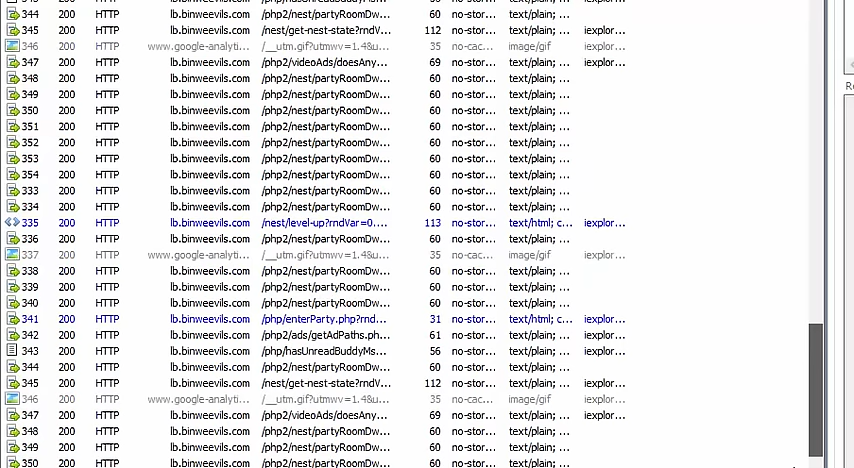 344 200 HTTP lb.binweevils.com /php2/nest/partyRoomDw... 60 no-stor... text/plain; ...
345 200 HTTP lb.binweevils.com /nest/get-nest-state?rndV... 112 no-stor... text/plain; ... iexplor...
346 200 HTTP www.google-analyti... /__utm.gif?utmwv=1.4&u... 35 no-cac... image/gif iexplor...
347 200 HTTP lb.binweevils.com /php2/videoAds/doesAny... 69 no-stor... text/plain; ... iexplor...
348 200 HTTP lb.binweevils.com /php2/nest/partyRoomDw... 60 no-stor... text/plain; ...
349 200 HTTP lb.binweevils.com /php2/nest/partyRoomDw... 60 no-stor... text/plain; ...
350 200 HTTP lb.binweevils.com /php2/nest/partyRoomDw... 60 no-stor... text/plain; ...
351 200 HTTP lb.binweevils.com /php2/nest/partyRoomDw... 60 no-stor... text/plain; ...
352 200 HTTP lb.binweevils.com /php2/nest/partyRoomDw... 60 no-stor... text/plain; ...
353 200 HTTP lb.binweevils.com /php2/nest/partyRoomDw... 60 no-stor... text/plain; ...
354 200 HTTP lb.binweevils.com /php2/nest/partyRoomDw... 60 no-stor... text/plain; ...
333 200 HTTP lb.binweevils.com /php2/nest/partyRoomDw... 60 no-stor... text/plain; ...
334 200 HTTP lb.binweevils.com /php2/nest/partyRoomDw... 60 no-stor... text/plain; ...
335 200 HTTP lb.binweevils.com /nest/level-up?rndVar=0.... 113 no-stor... text/html; c... iexplor...
336 200 HTTP lb.binweevils.com /php2/nest/partyRoomDw... 60 no-stor... text/plain; ...
337 200 HTTP www.google-analyti... /__utm.gif?utmwv=1.4&u... 35 no-cac... image/gif iexplor...
338 200 HTTP lb.binweevils.com /php2/nest/partyRoomDw... 60 no-stor... text/plain; ...
339 200 HTTP lb.binweevils.com /php2/nest/partyRoomDw... 60 no-stor... text/plain; ...
340 200 HTTP lb.binweevils.com /php2/nest/partyRoomDw... 60 no-stor... text/plain; ...
341 200 HTTP lb.binweevils.com /php/enterParty.php?rnd... 31 no-stor... text/html; c... iexplor...
342 200 HTTP lb.binweevils.com /php2/ads/getAdPaths.ph... 61 no-stor... text/plain; ... iexplor...
343 200 HTTP lb.binweevils.com /php/hasUnreadBuddyMs... 56 no-stor... text/plain; ... iexplor...
344 200 HTTP lb.binweevils.com /php2/nest/partyRoomDw... 60 no-stor... text/plain; ...
345 200 HTTP lb.binweevils.com /nest/get-nest-state?rndV... 112 no-stor... text/plain; ... iexplor...
346 200 HTTP www.google-analyti... /__utm.gif?utmwv=1.4&u... 35 no-cac... image/gif iexplor...
347 200 HTTP lb.binweevils.com /php2/videoAds/doesAny... 69 no-stor... text/plain; ... iexplor...
348 200 HTTP lb.binweevils.com /php2/nest/partyRoomDw... 60 no-stor... text/plain; ...
349 200 HTTP lb.binweevils.com /php2/nest/partyRoomDw... 60 no-stor... text/plain; ...
350 200 HTTP lb.binweevils.com /php2/nest/partyRoomDw... 60 no-stor... text/plain; ...